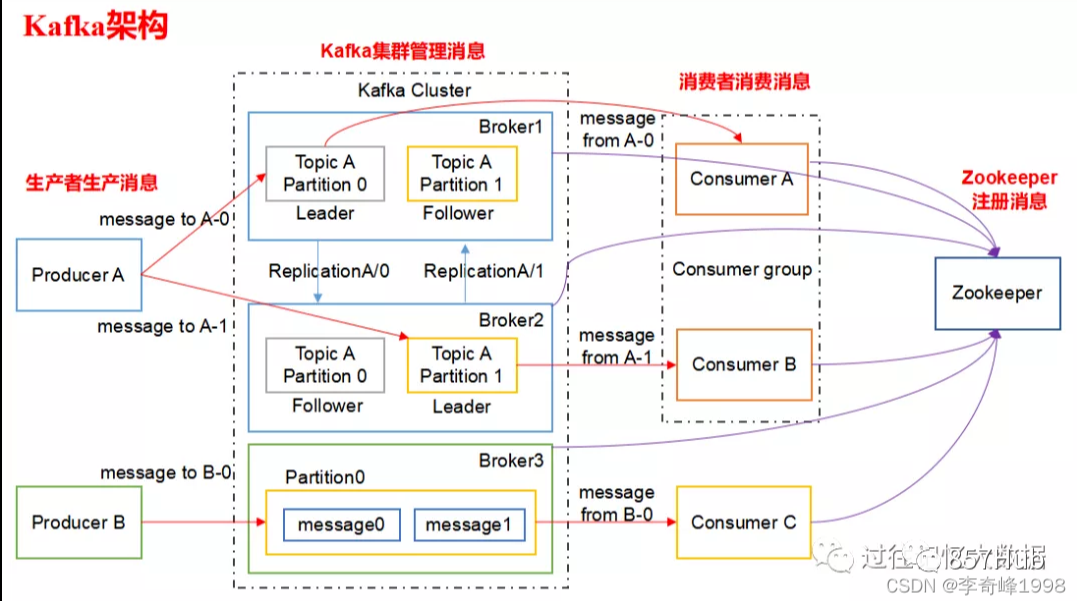 Kafka架构
Kafka集群管理消息
消费者消费消息
Kafka Cluster
message
from A-0
Broker1
Topic A
Partition 0
Leader
Topic A
Partition 1
Follower
Consumer A
生产者生产消息
Zookeeper
注册消息
message to A-0
Producer A
ReplicationA/0
ReplicationA/1
Consumer group
Zookeeper
message to A-1
Broker2
Topic A
Partition 0
Follower
Topic A
Partition 1
Leader
message
from A-1
Consumer B
message to B-0
Broker3
Partition0
message0
message1
message
from B-0
Producer B
Consumer C
CSDN @李奇峰1998